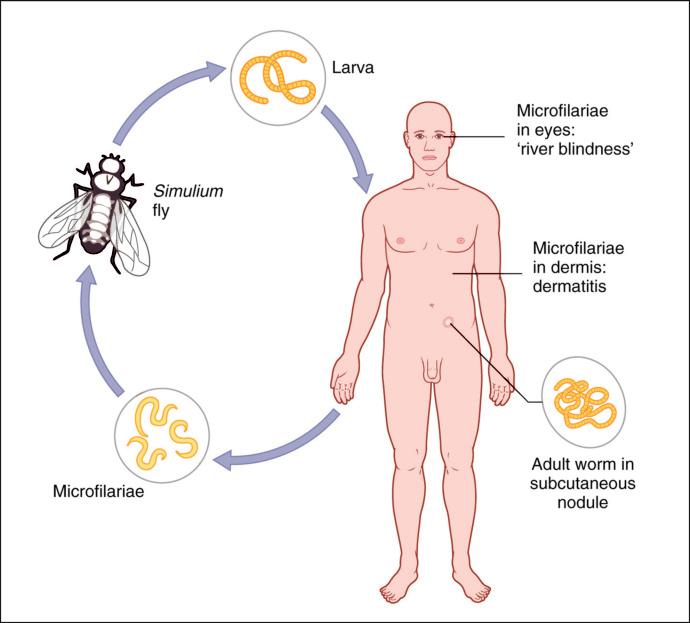 Larva
Microfilariae
in eyes:
‘river blindness’
Simulium
fly
Microfilariae
in dermis:
dermatitis
Microfilariae
Adult worm in
subcutaneous
nodule